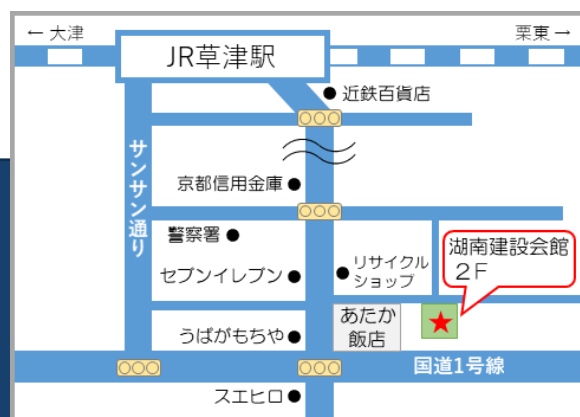 ← 大津
栗東 →
JR草津駅
近鉄百貨店
サンサン通り
京都信用金庫
警察署
湖南建設会館
２Ｆ
リサイクル
ショップ
セブンイレブン
あたか
飯店
うばがもちや
国道1号線
スエヒロ